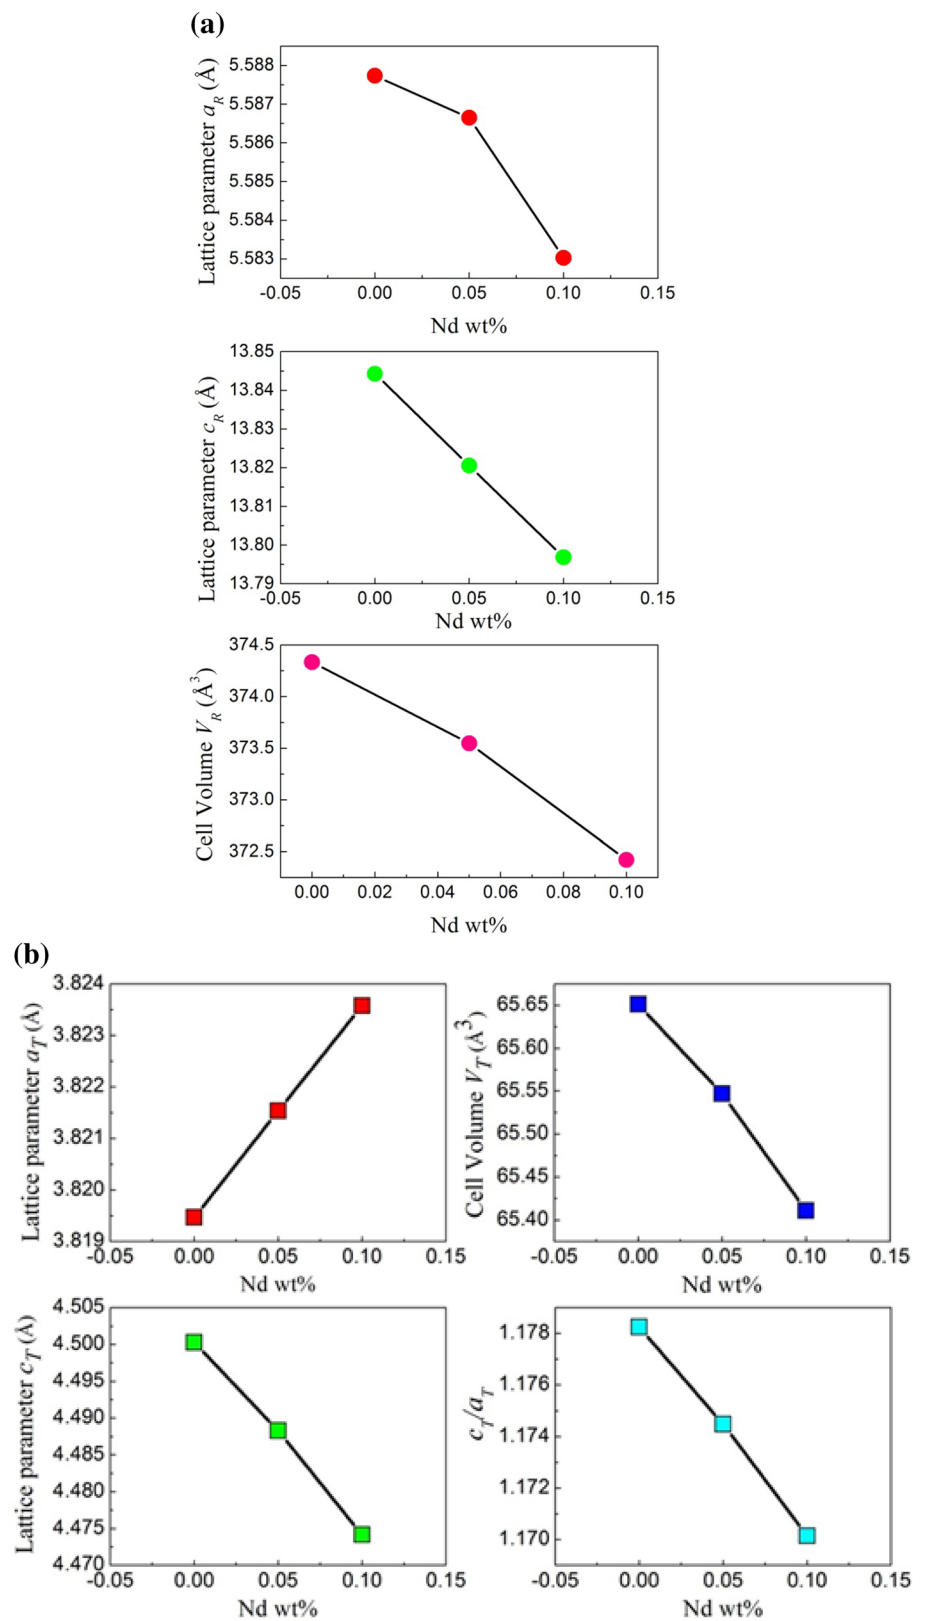 (a)
Lattice parameter a_R (Å)
5.588
5.587
5.586
5.585
5.584
5.583
-0.05 0.00 0.05 0.10 0.15
Nd wt%
Lattice parameter c_R (Å)
13.85
13.84
13.83
13.82
13.81
13.80
13.79
-0.05 0.00 0.05 0.10 0.15
Nd wt%
Cell Volume V_R (Å³)
374.5
374.0
373.5
373.0
372.5
0.00 0.02 0.04 0.06 0.08 0.10
Nd wt%
(b)
Lattice parameter a_T (Å)
3.824
3.823
3.822
3.821
3.820
3.819
-0.05 0.00 0.05 0.10 0.15
Nd wt%
Cell Volume V_T (Å³)
65.65
65.60
65.55
65.50
65.45
65.40
-0.05 0.00 0.05 0.10 0.15
Nd wt%
Lattice parameter c_T (Å)
4.505
4.500
4.495
4.490
4.485
4.480
4.475
4.470
-0.05 0.00 0.05 0.10 0.15
Nd wt%
c_T/a_T
1.178
1.176
1.174
1.172
1.170
-0.05 0.00 0.05 0.10 0.15
Nd wt%